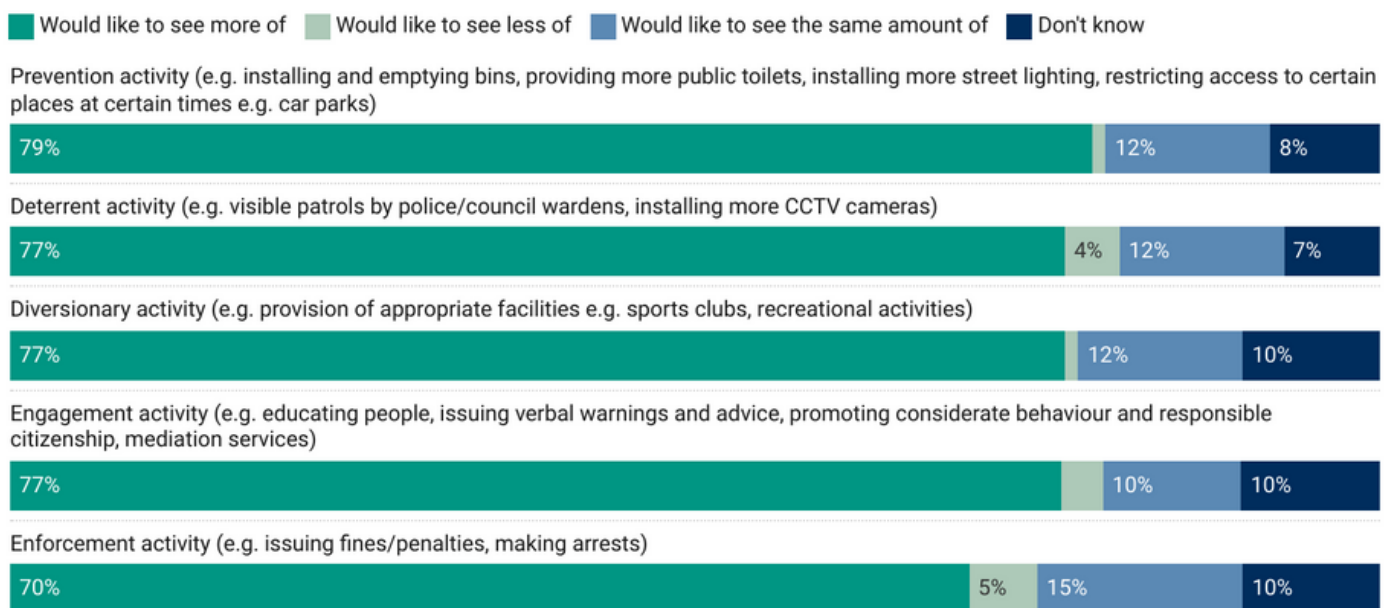 Would like to see more of Would like to see less of Would like to see the same amount of Don't know
Prevention activity (e.g. installing and emptying bins, providing more public toilets, installing more street lighting, restricting access to certain
places at certain times e.g. car parks)
79% 12% 8%
Deterrent activity (e.g. visible patrols by police/council wardens, installing more CCTV cameras)
77% 4% 12% 7%
Diversionary activity (e.g. provision of appropriate facilities e.g. sports clubs, recreational activities)
77% 12% 10%
Engagement activity (e.g. educating people, issuing verbal warnings and advice, promoting considerate behaviour and responsible
citizenship, mediation services)
77% 10% 10%
Enforcement activity (e.g. issuing fines/penalties, making arrests)
70% 5% 15% 10%